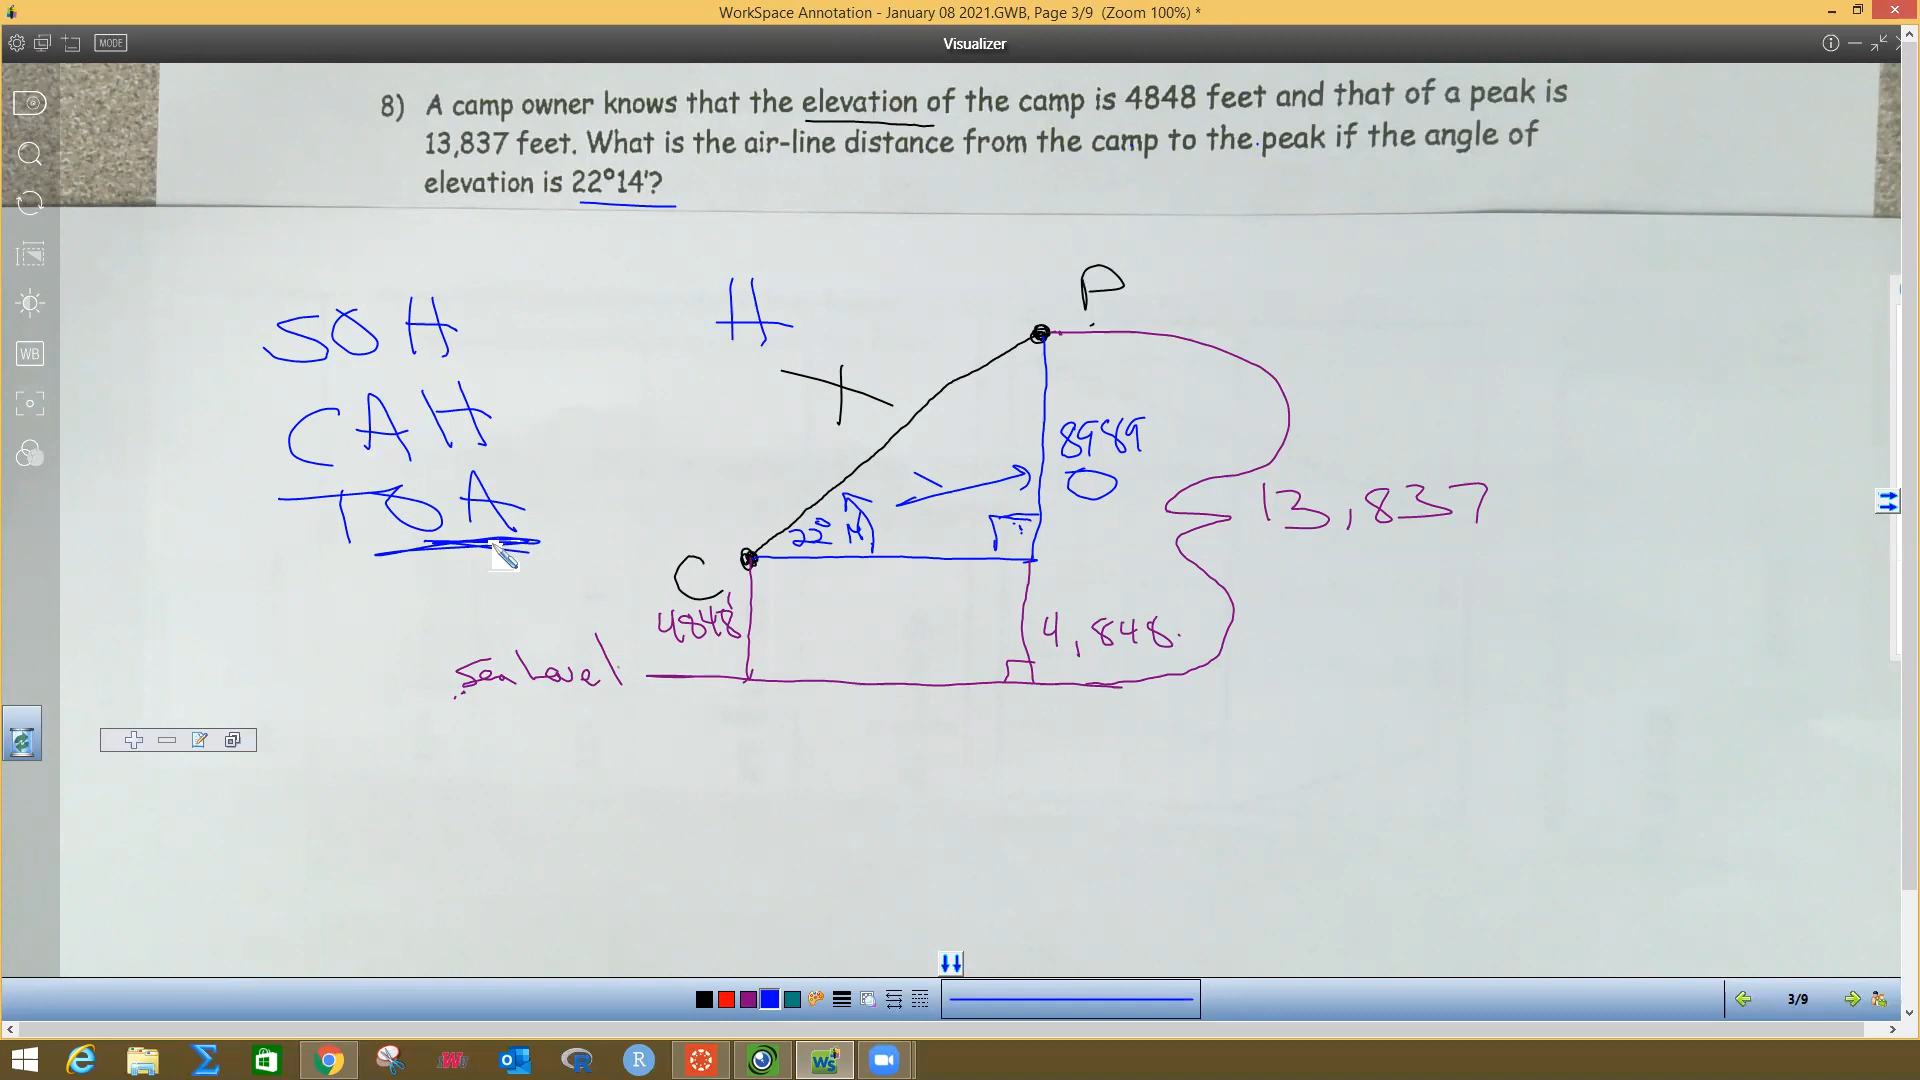 WorkSpace Annotation - January 08 2021.GWB, Page 3/9 (Zoom 100%) *
MODE
Visualizer
8) A camp owner knows that the elevation of the camp is 4848 feet and that of a peak is
13,837 feet. What is the air-line distance from the camp to the peak if the angle of
elevation is 22°14'?
P
SOH
H
CAH
X
8989
O
TOA
22° 14'
13,837
C
4848'
4,848
Sea Level
WB
3/9
R
WS